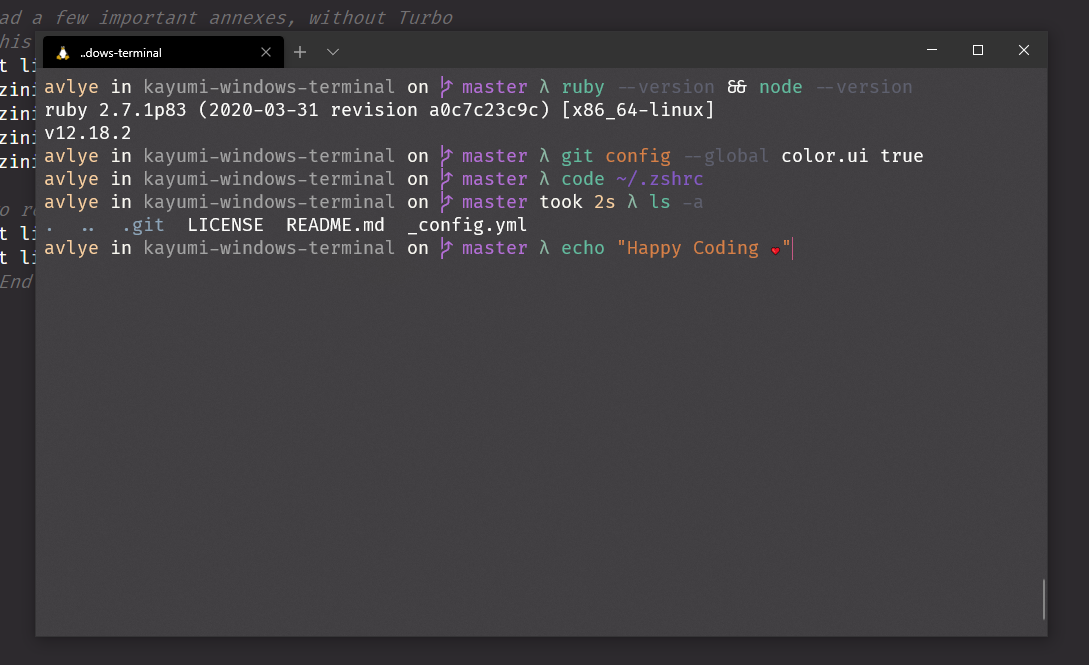 ad a few important annexes, without Turbo
his
t li
..dows-terminal
zini
zini
zini
zini
o re
t li
t li
End
avlye in kayumi-windows-terminal on master λ ruby --version && node --version
ruby 2.7.1p83 (2020-03-31 revision a0c7c23c9c) [x86_64-linux]
v12.18.2
avlye in kayumi-windows-terminal on master λ git config --global color.ui true
avlye in kayumi-windows-terminal on master λ code ~/.zshrc
avlye in kayumi-windows-terminal on master took 2s λ ls -a
. .. .git LICENSE README.md _config.yml
avlye in kayumi-windows-terminal on master λ echo "Happy Coding ❤"